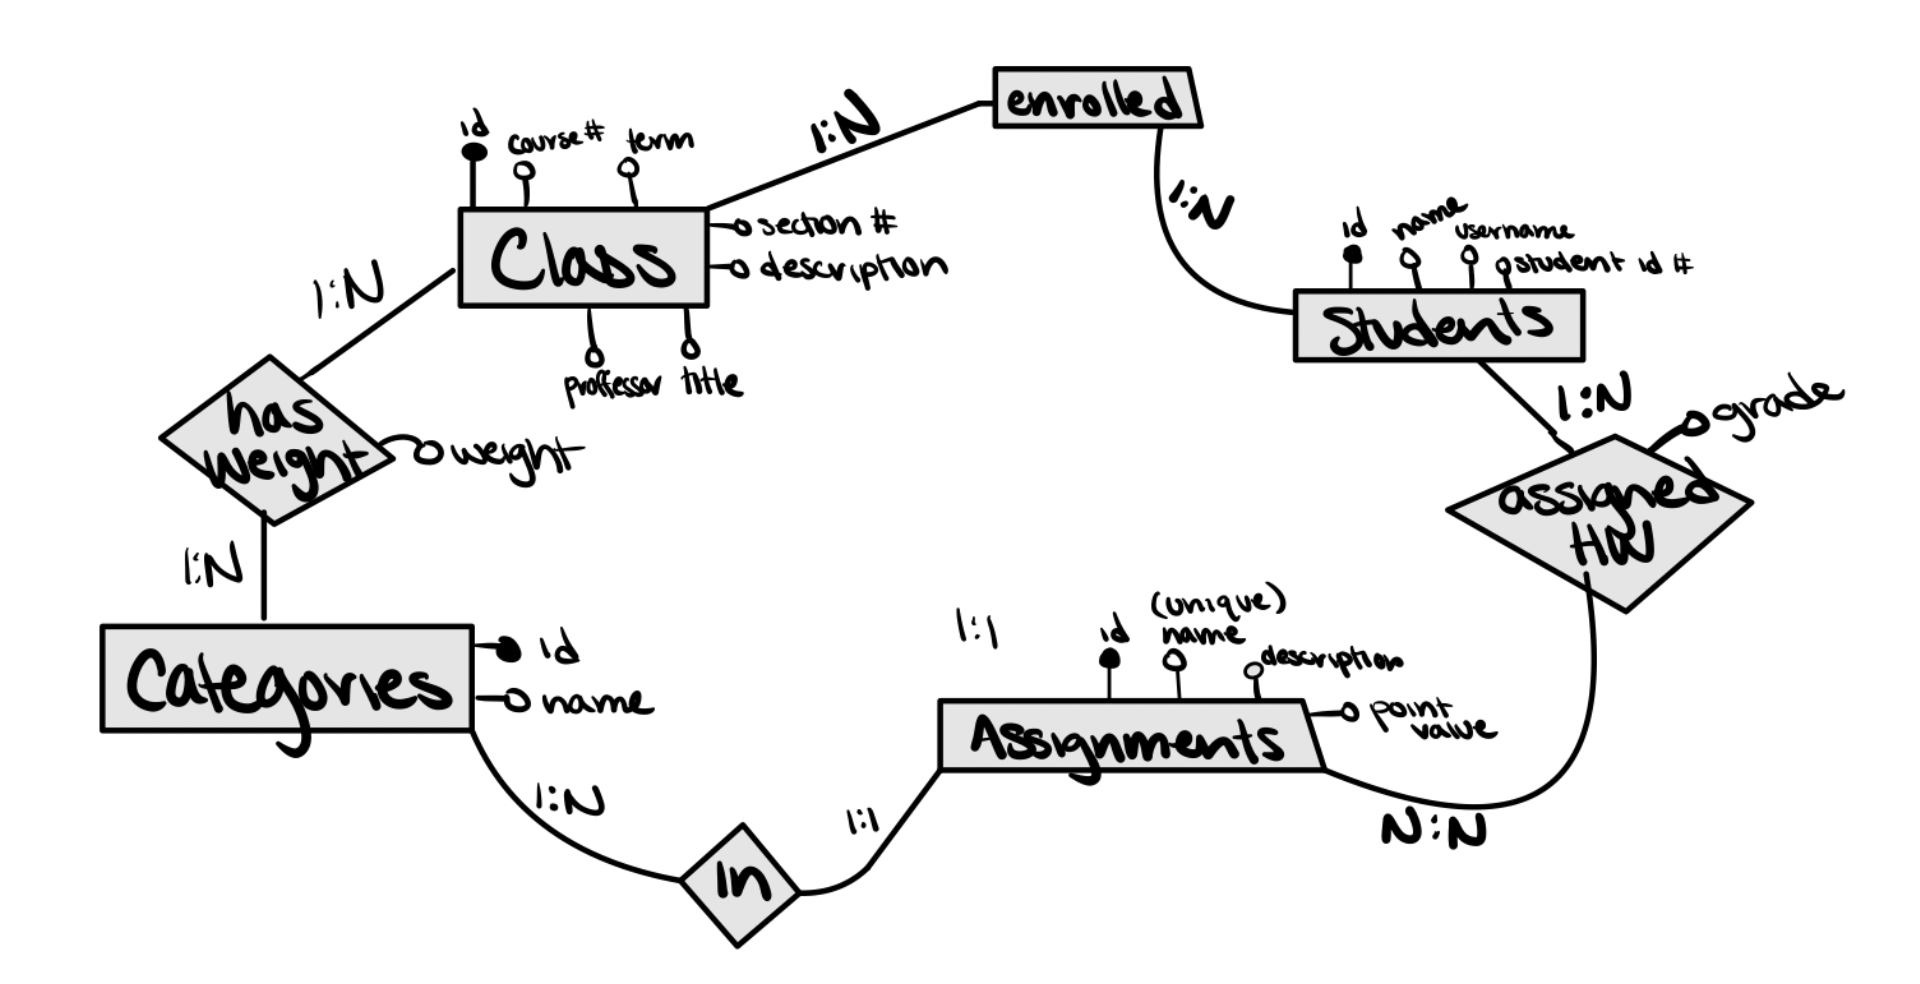 enrolled
1:N
id
course#
term
1:N
section #
Class
description
id
name
username
student id #
1:N
Students
proffessor
title
1:N
grade
has
weight
weight
assigned
HW
1:N
(unique)
1:1
id
name
description
id
Categories
name
point
value
Assignments
1:N
1:1
N:N
in